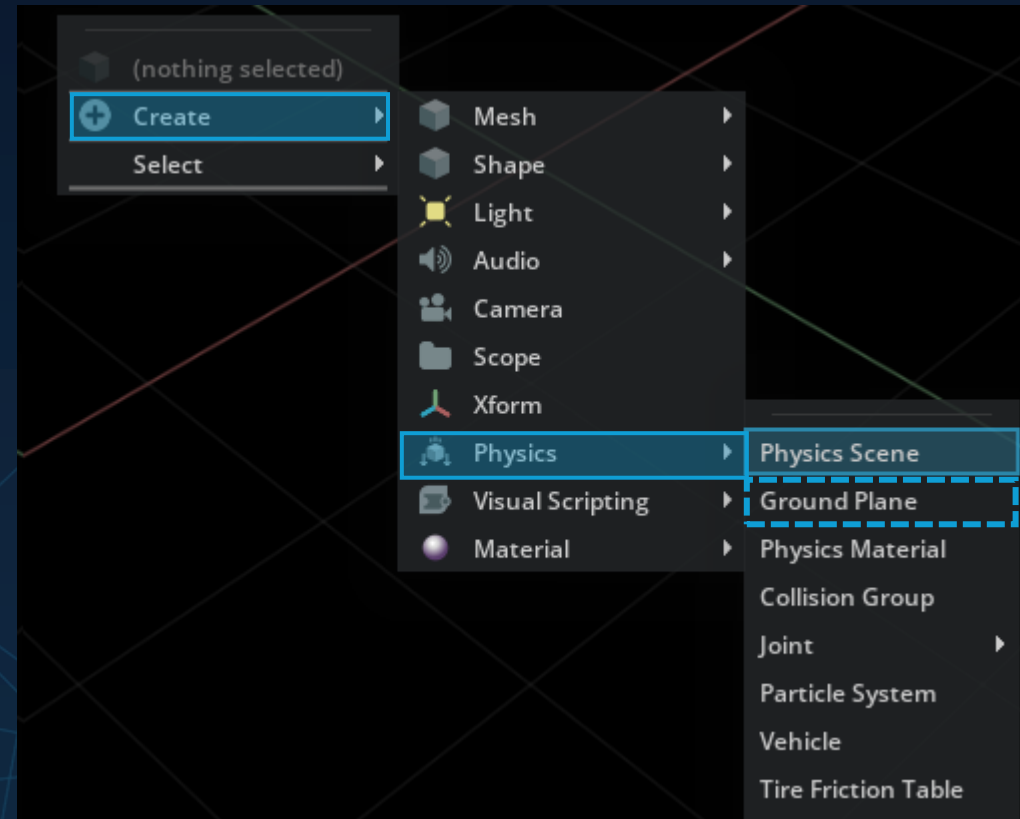 (nothing selected)
Create
Select
Mesh
Shape
Light
Audio
Camera
Scope
Xform
Physics
Visual Scripting
Material
Physics Scene
Ground Plane
Physics Material
Collision Group
Joint
Particle System
Vehicle
Tire Friction Table